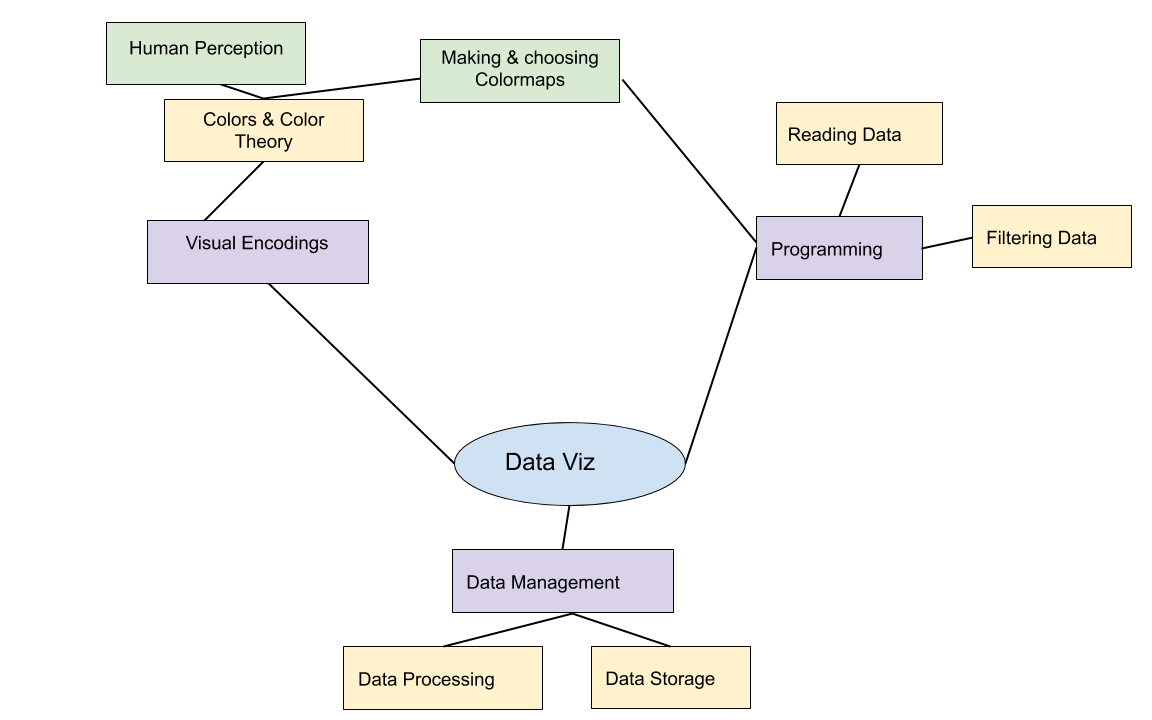 Human Perception
Making & choosing
Colormaps
Colors & Color
Theory
Reading Data
Visual Encodings
Programming
Filtering Data
Data Viz
Data Management
Data Processing
Data Storage